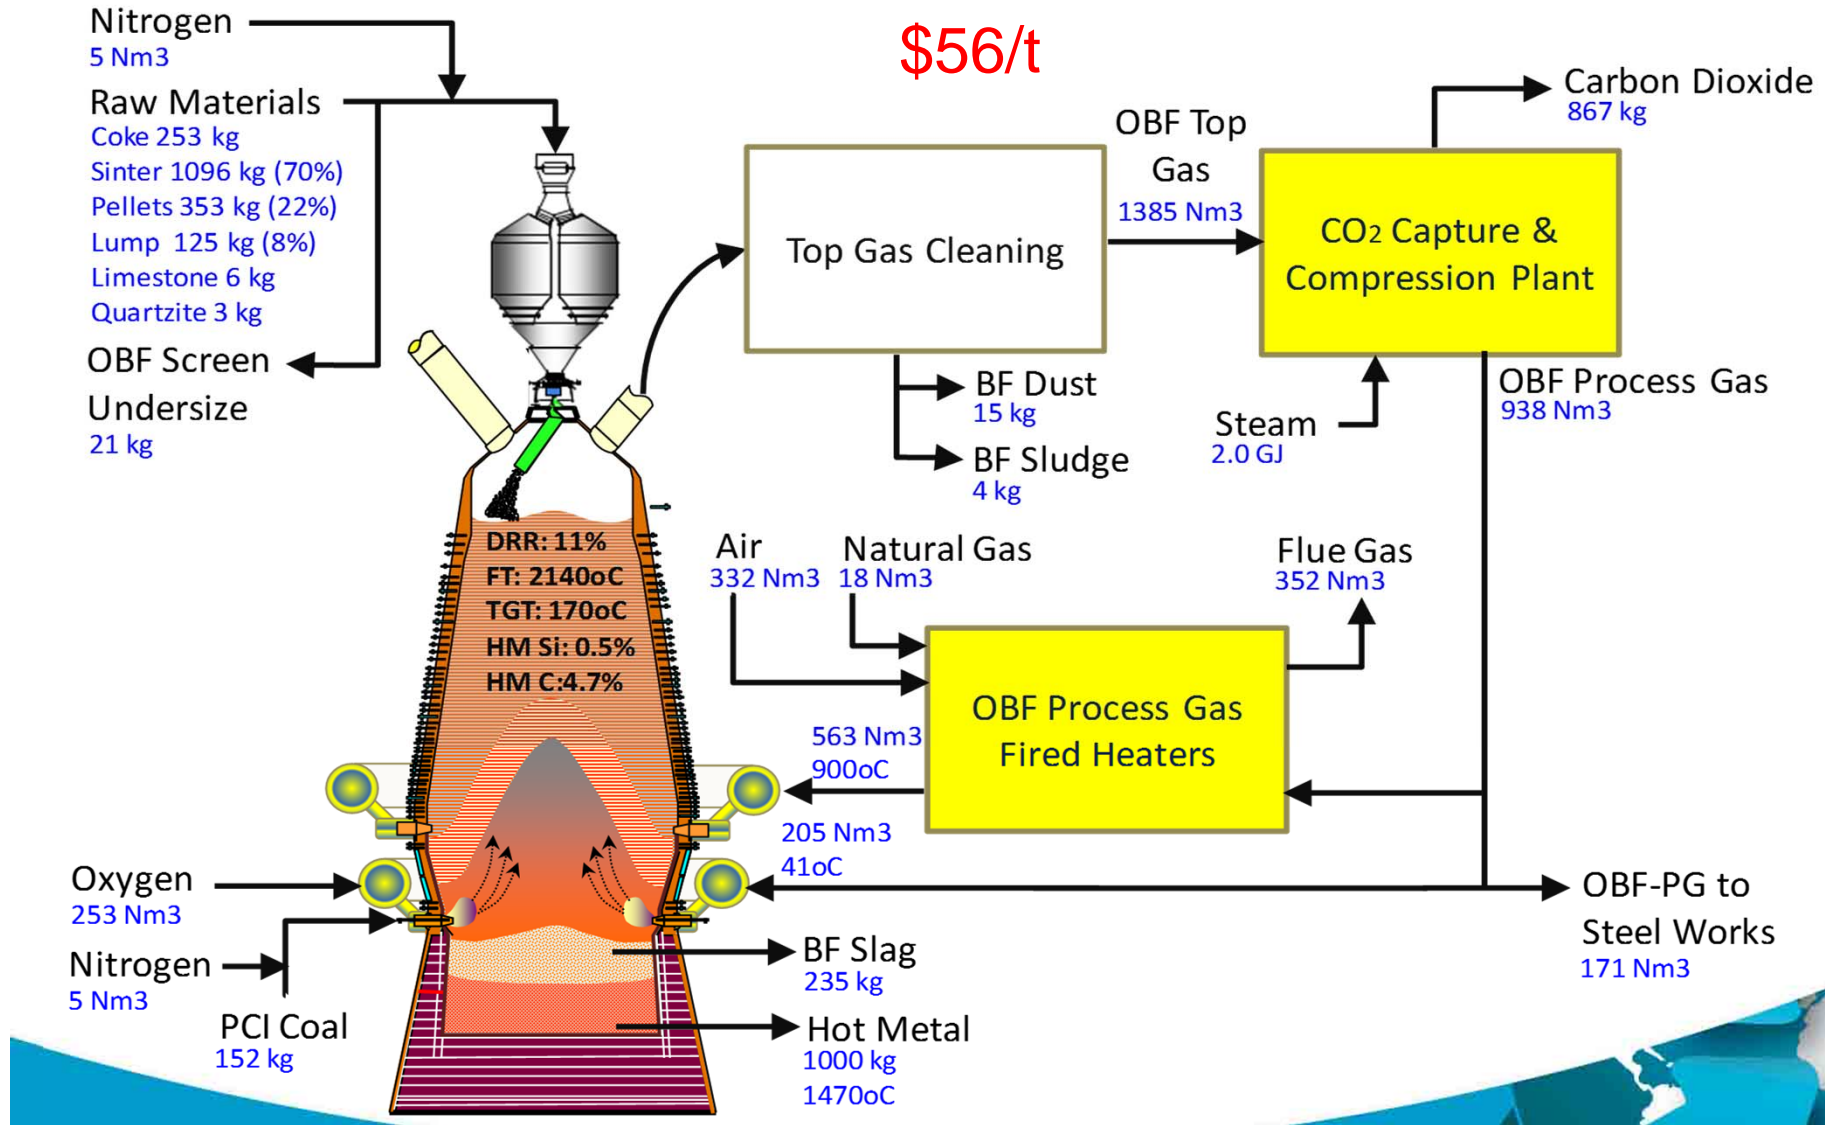 Nitrogen
5 Nm3
$56/t
Raw Materials
Coke 253 kg
Sinter 1096 kg (70%)
Pellets 353 kg (22%)
Lump 125 kg (8%)
Limestone 6 kg
Quartzite 3 kg
OBF Screen
Undersize
21 kg
Top Gas Cleaning
OBF Top
Gas
1385 Nm3
Carbon Dioxide
867 kg
CO2 Capture &
Compression Plant
BF Dust
15 kg
BF Sludge
4 kg
Steam
2.0 GJ
OBF Process Gas
938 Nm3
DRR: 11%
FT: 2140oC
TGT: 170oC
HM Si: 0.5%
HM C:4.7%
Air
332 Nm3
Natural Gas
18 Nm3
Flue Gas
352 Nm3
OBF Process Gas
Fired Heaters
563 Nm3
900oC
205 Nm3
41oC
Oxygen
253 Nm3
Nitrogen
5 Nm3
PCI Coal
152 kg
BF Slag
235 kg
Hot Metal
1000 kg
1470oC
OBF-PG to
Steel Works
171 Nm3